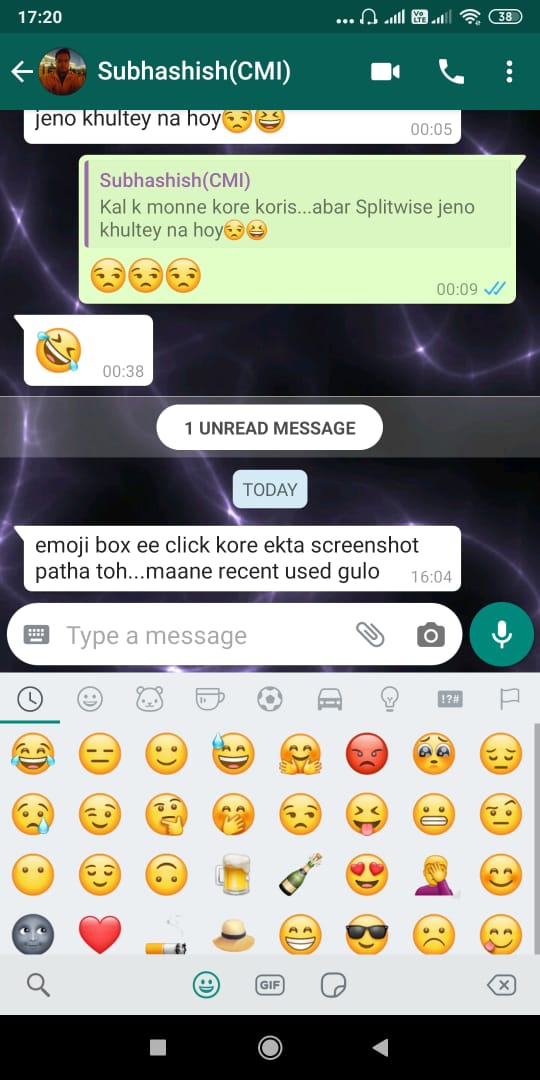 17:20
Vo LTE
38
Subhashish(CMI)
jeno khultey na hoy😒😆
00:05
Subhashish(CMI)
Kal k monne kore koris...abar Splitwise jeno
khultey na hoy😒😆
😒😒😒
00:09
🤣
00:38
1 UNREAD MESSAGE
TODAY
emoji box ee click kore ekta screenshot
patha toh...maane recent used gulo
16:04
Type a message
!?#
GIF